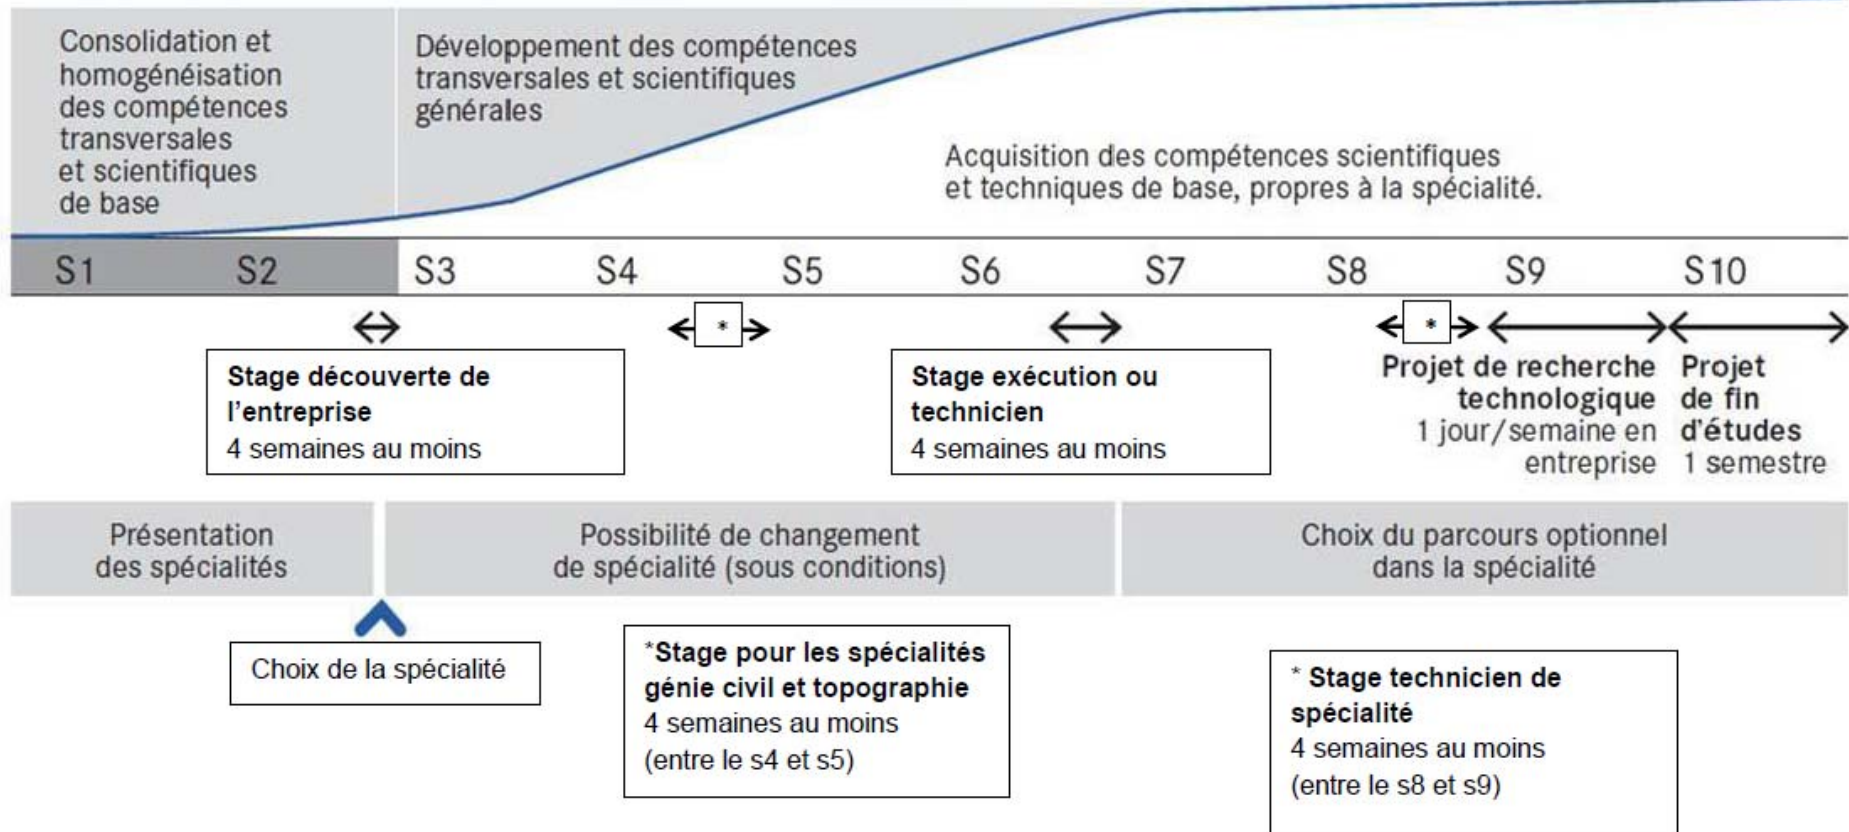 Consolidation et
homogénéisation
des compétences
transversales
et scientifiques
de base
Développement des compétences
transversales et scientifiques
générales
Acquisition des compétences scientifiques
et techniques de base, propres à la spécialité.
S1 S2 S3 S4 S5 S6 S7 S8 S9 S10
* *
Stage découverte de
l'entreprise
4 semaines au moins
Stage exécution ou
technicien
4 semaines au moins
Projet de recherche
technologique
1 jour/semaine en
entreprise
Projet
de fin
d'études
1 semestre
Présentation
des spécialités
Possibilité de changement
de spécialité (sous conditions)
Choix du parcours optionnel
dans la spécialité
Choix de la spécialité
*Stage pour les spécialités
génie civil et topographie
4 semaines au moins
(entre le s4 et s5)
* Stage technicien de
spécialité
4 semaines au moins
(entre le s8 et s9)